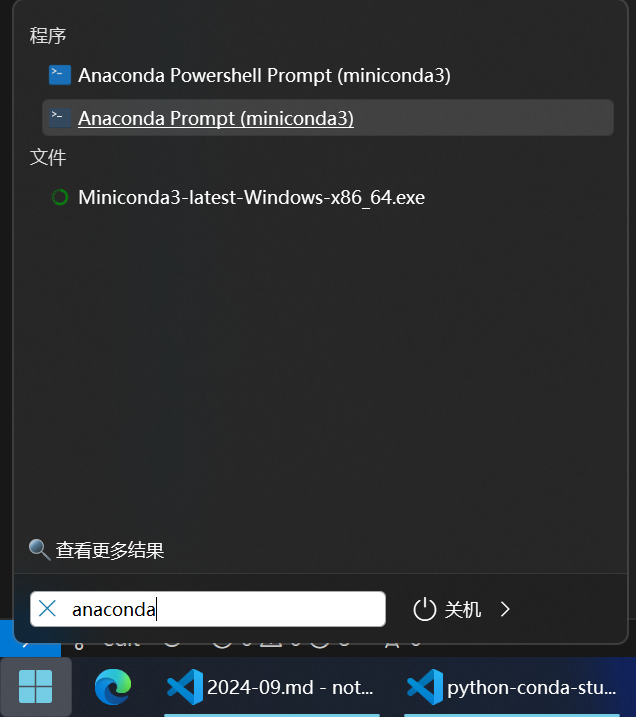 程序
Anaconda Powershell Prompt (miniconda3)
Anaconda Prompt (miniconda3)
文件
Miniconda3-latest-Windows-x86_64.exe
查看更多结果
anaconda
关机
2024-09.md - not...
python-conda-stu...